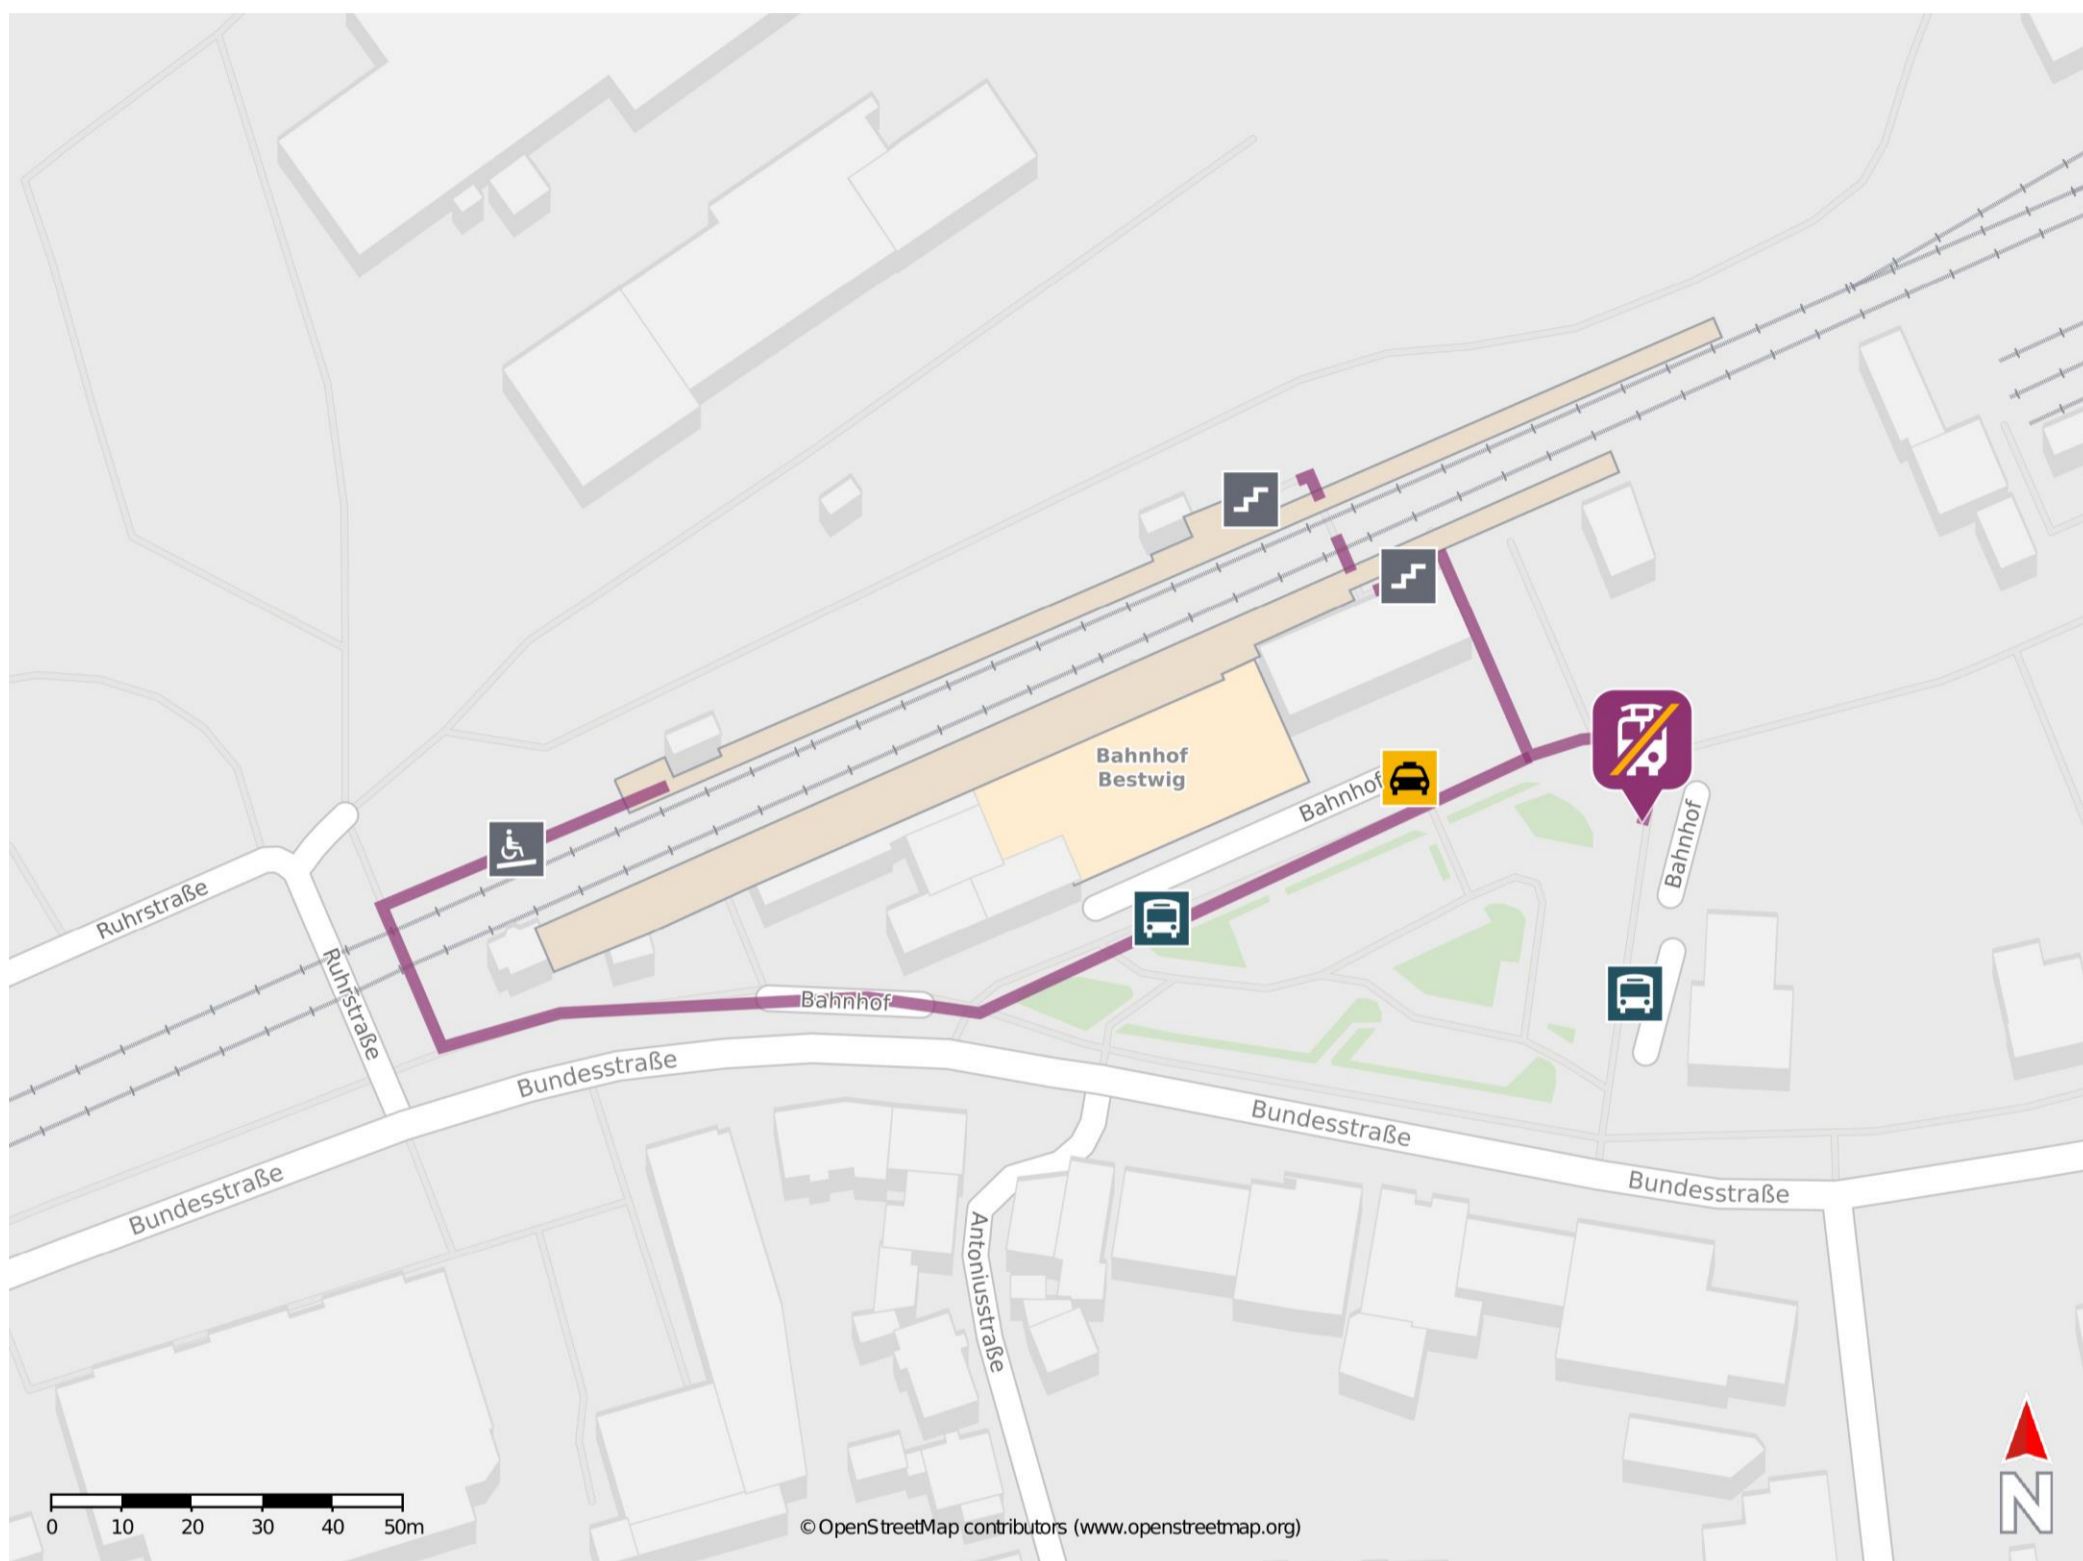 Bahnhof
Bestwig
Bahnhof
Bahnhof
Ruhrstraße
Ruhrstraße
Bahnhof
Bundesstraße
Bundesstraße
Bundesstraße
Bundesstraße
Antoniusstraße
N
0 10 20 30 40 50m
© OpenStreetMap contributors (www.openstreetmap.org)